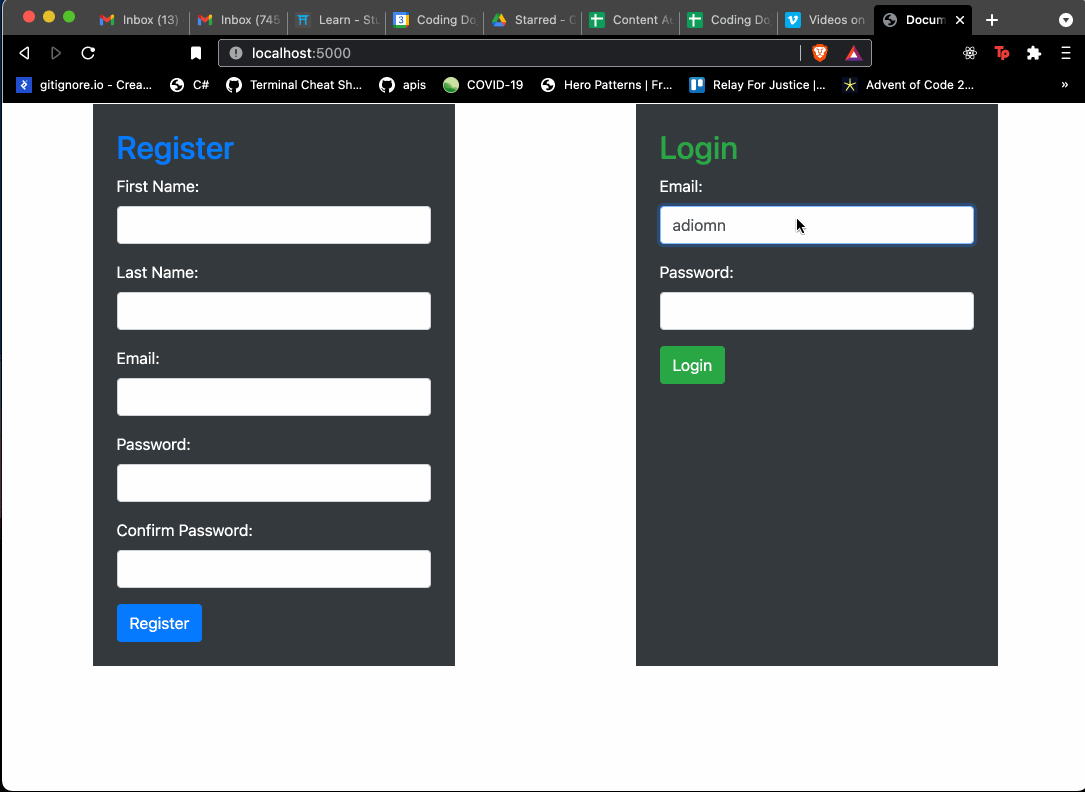 Inbox (13) Inbox (745 Learn - Stu Coding Do Starred - G Content Au Coding Do Videos on Docum
localhost:5000
Tp
gitignore.io - Crea... C# Terminal Cheat Sh... apis COVID-19 Hero Patterns | Fr... Relay For Justice |... Advent of Code 2... »
Register
First Name:
Last Name:
Email:
Password:
Confirm Password:
Register
Login
Email:
adiomn
Password:
Login